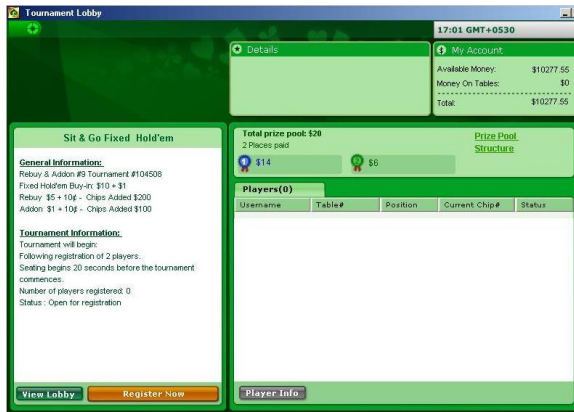 Tournament Lobby
17:01 GMT+0530
Details
My Account
Available Money: $10277.55
Money On Tables: $0
Total: $10277.55
Sit & Go Fixed Hold'em
General Information:
Rebuy & Addon #9 Tournament #104508
Fixed Hold'em Buy-in: $10 + $1
Rebuy $5 + 10¢ - Chips Added $200
Addon $1 + 10¢ - Chips Added $100
Tournament Information:
Tournament will begin:
Following registration of 2 players.
Seating begins 20 seconds before the tournament
commences.
Number of players registered: 0
Status : Open for registration
View Lobby
Register Now
Total prize pool: $20
2 Places paid
Prize Pool
Structure
1 $14
2 $6
Players(0)
Username Table# Position Current Chip# Status
Player Info